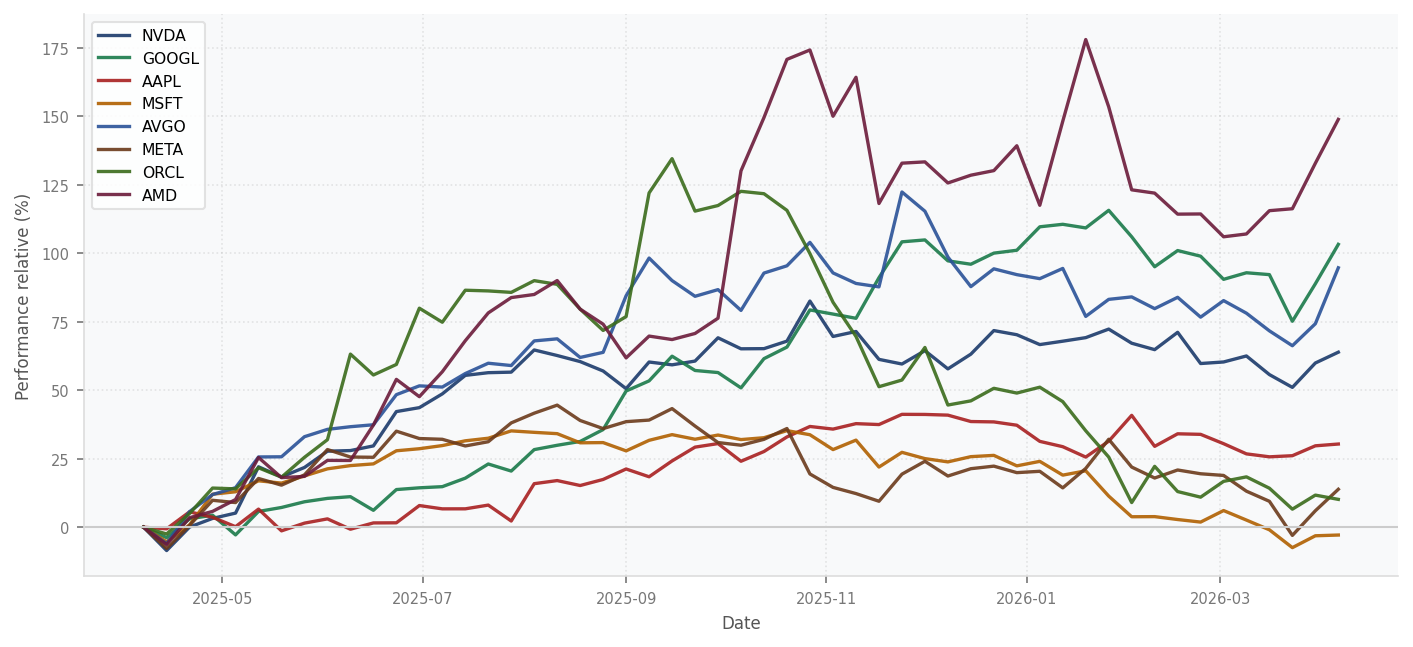 NVDA
GOOGL
AAPL
MSFT
AVGO
META
ORCL
AMD
Performance relative (%)
175
150
125
100
75
50
25
0
2025-05
2025-07
2025-09
2025-11
2026-01
2026-03
Date